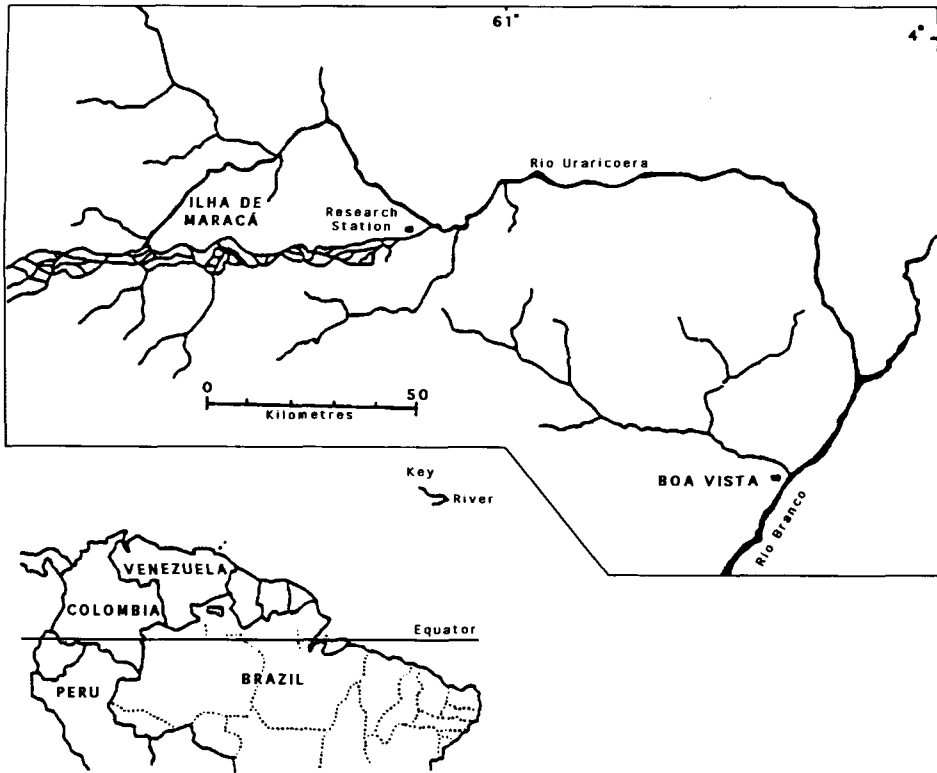 61°
4°
Rio Uraricoera
ILHA DE
MARACÁ
Research
Station
0
50
Kilometres
BOA VISTA
Rio Branco
Key
River
VENEZUELA
COLOMBIA
Equator
PERU
BRAZIL